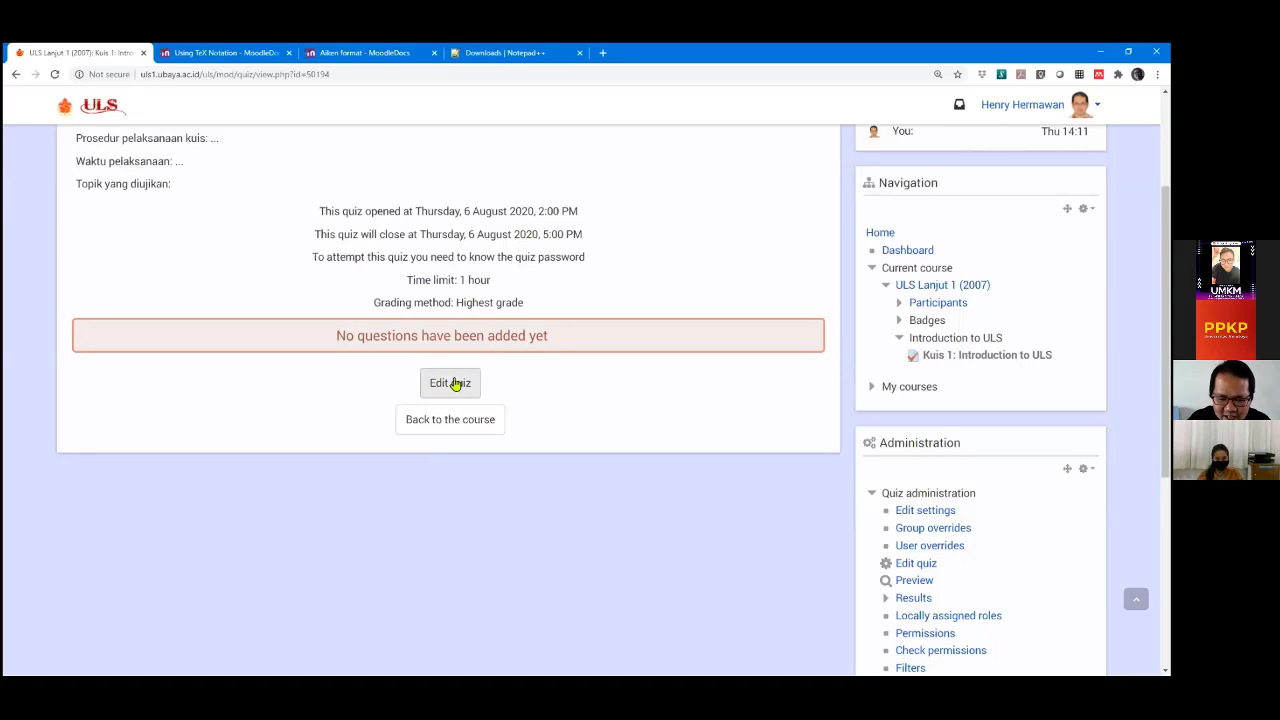 ULS Lanjut 1 (2007): Kuis 1: Intro
Using TeX Notation - MoodleDo
Aiken format - MoodleDocs
Downloads | Notepad++
Not secure
uls1.ubaya.ac.id/uls/mod/quiz/view.php?id=50194
ULS
Henry Hermawan
Prosedur pelaksanaan kuis: ...
Waktu pelaksanaan: ...
Topik yang diujikan:
This quiz opened at Thursday, 6 August 2020, 2:00 PM
This quiz will close at Thursday, 6 August 2020, 5:00 PM
To attempt this quiz you need to know the quiz password
Time limit: 1 hour
Grading method: Highest grade
No questions have been added yet
Edit quiz
Back to the course
You:
Thu 14:11
Navigation
Home
Dashboard
Current course
ULS Lanjut 1 (2007)
Participants
Badges
Introduction to ULS
Kuis 1: Introduction to ULS
My courses
Administration
Quiz administration
Edit settings
Group overrides
User overrides
Edit quiz
Preview
Results
Locally assigned roles
Permissions
Check permissions
Filters
UMKM
PPKP